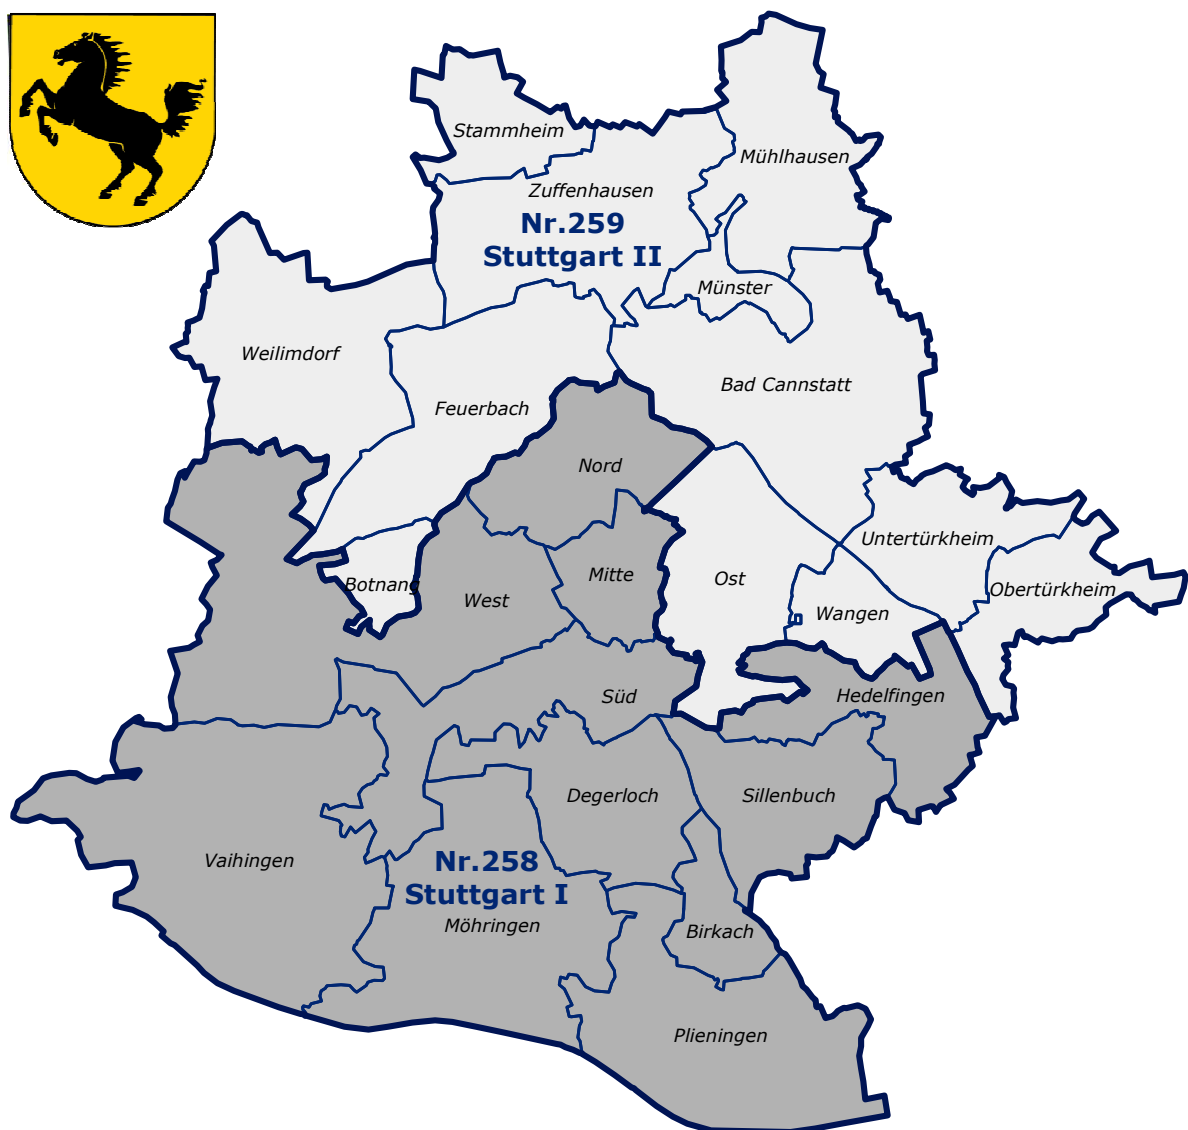 Stammheim
Mühlhausen
Zuffenhausen
Nr.259
Stuttgart II
Münster
Weilimdorf
Bad Cannstatt
Feuerbach
Nord
Untertürkheim
Mitte
Ost
Botnang
Obertürkheim
West
Wangen
Süd
Hedelfingen
Degerloch
Sillenbuch
Vaihingen
Nr.258
Stuttgart I
Möhringen
Birkach
Plieningen